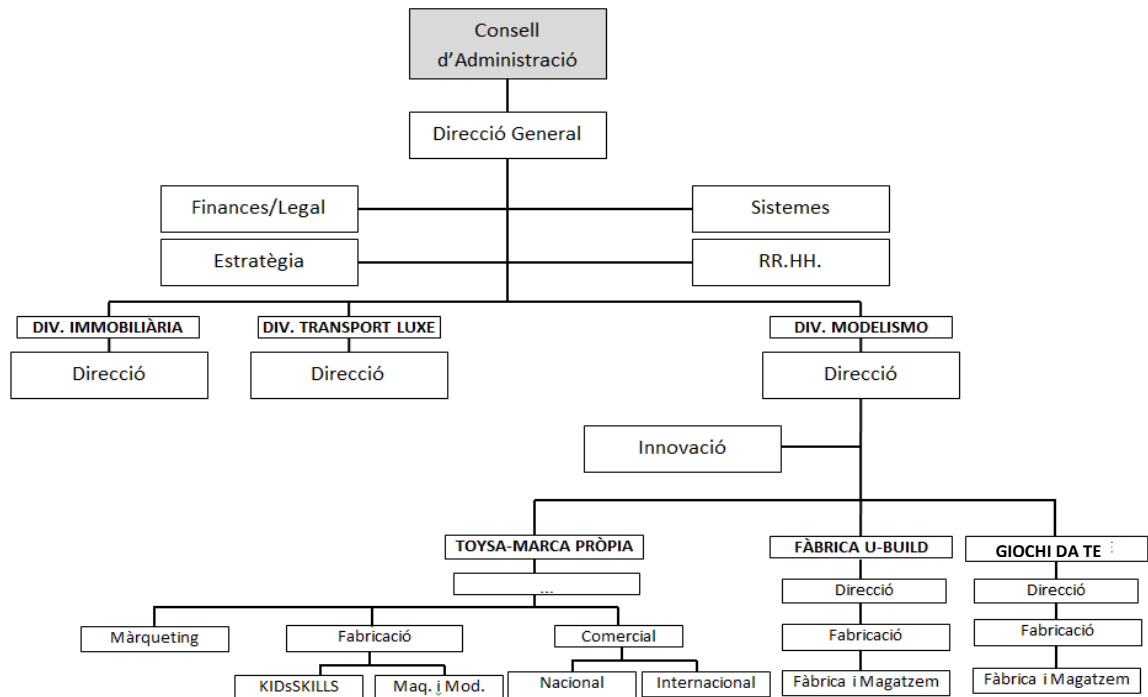 Consell
d'Administració
Direcció General
Finances/Legal
Sistemes
Estratègia
RR.HH.
DIV. IMMOBILIÀRIA
DIV. TRANSPORT LUXE
DIV. MODELISMO
Direcció
Direcció
Direcció
Innovació
TOYSA-MARCA PRÒPIA
FÀBRICA U-BUILD
GIOCHI DA TE
...
Direcció
Direcció
Màrqueting
Fabricació
Comercial
Fabricació
Fabricació
KIDsSKILLS
Maq. i Mod.
Nacional
Internacional
Fàbrica i Magatzem
Fàbrica i Magatzem